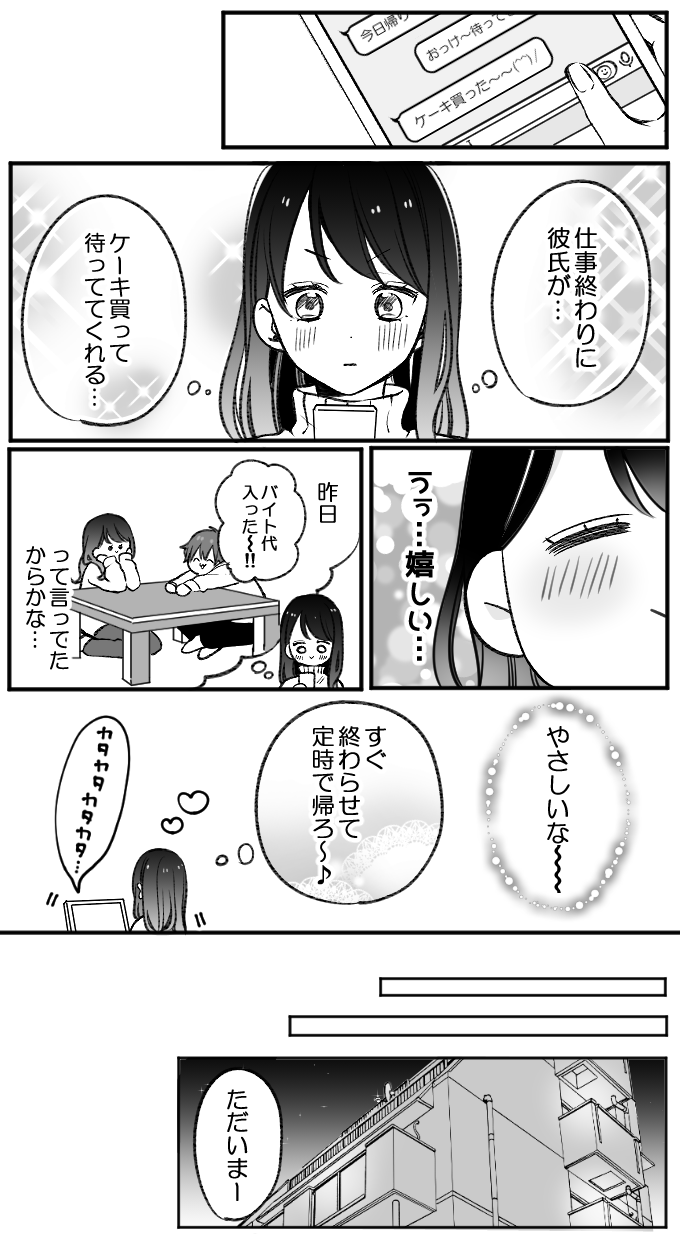 今日帰り
おっけ〜待って
ケーキ買った〜〜(^^)/
仕事終わりに
彼氏が…
ケーキ買って
待っててくれる…
うぅ…嬉しい…
昨日
バイト代
入った〜!!
って言ってた
からかな…
やさしいな〜〜
すぐ
終わらせて
定時で帰ろ〜♪
カタカタカタカタ…
ただいまー